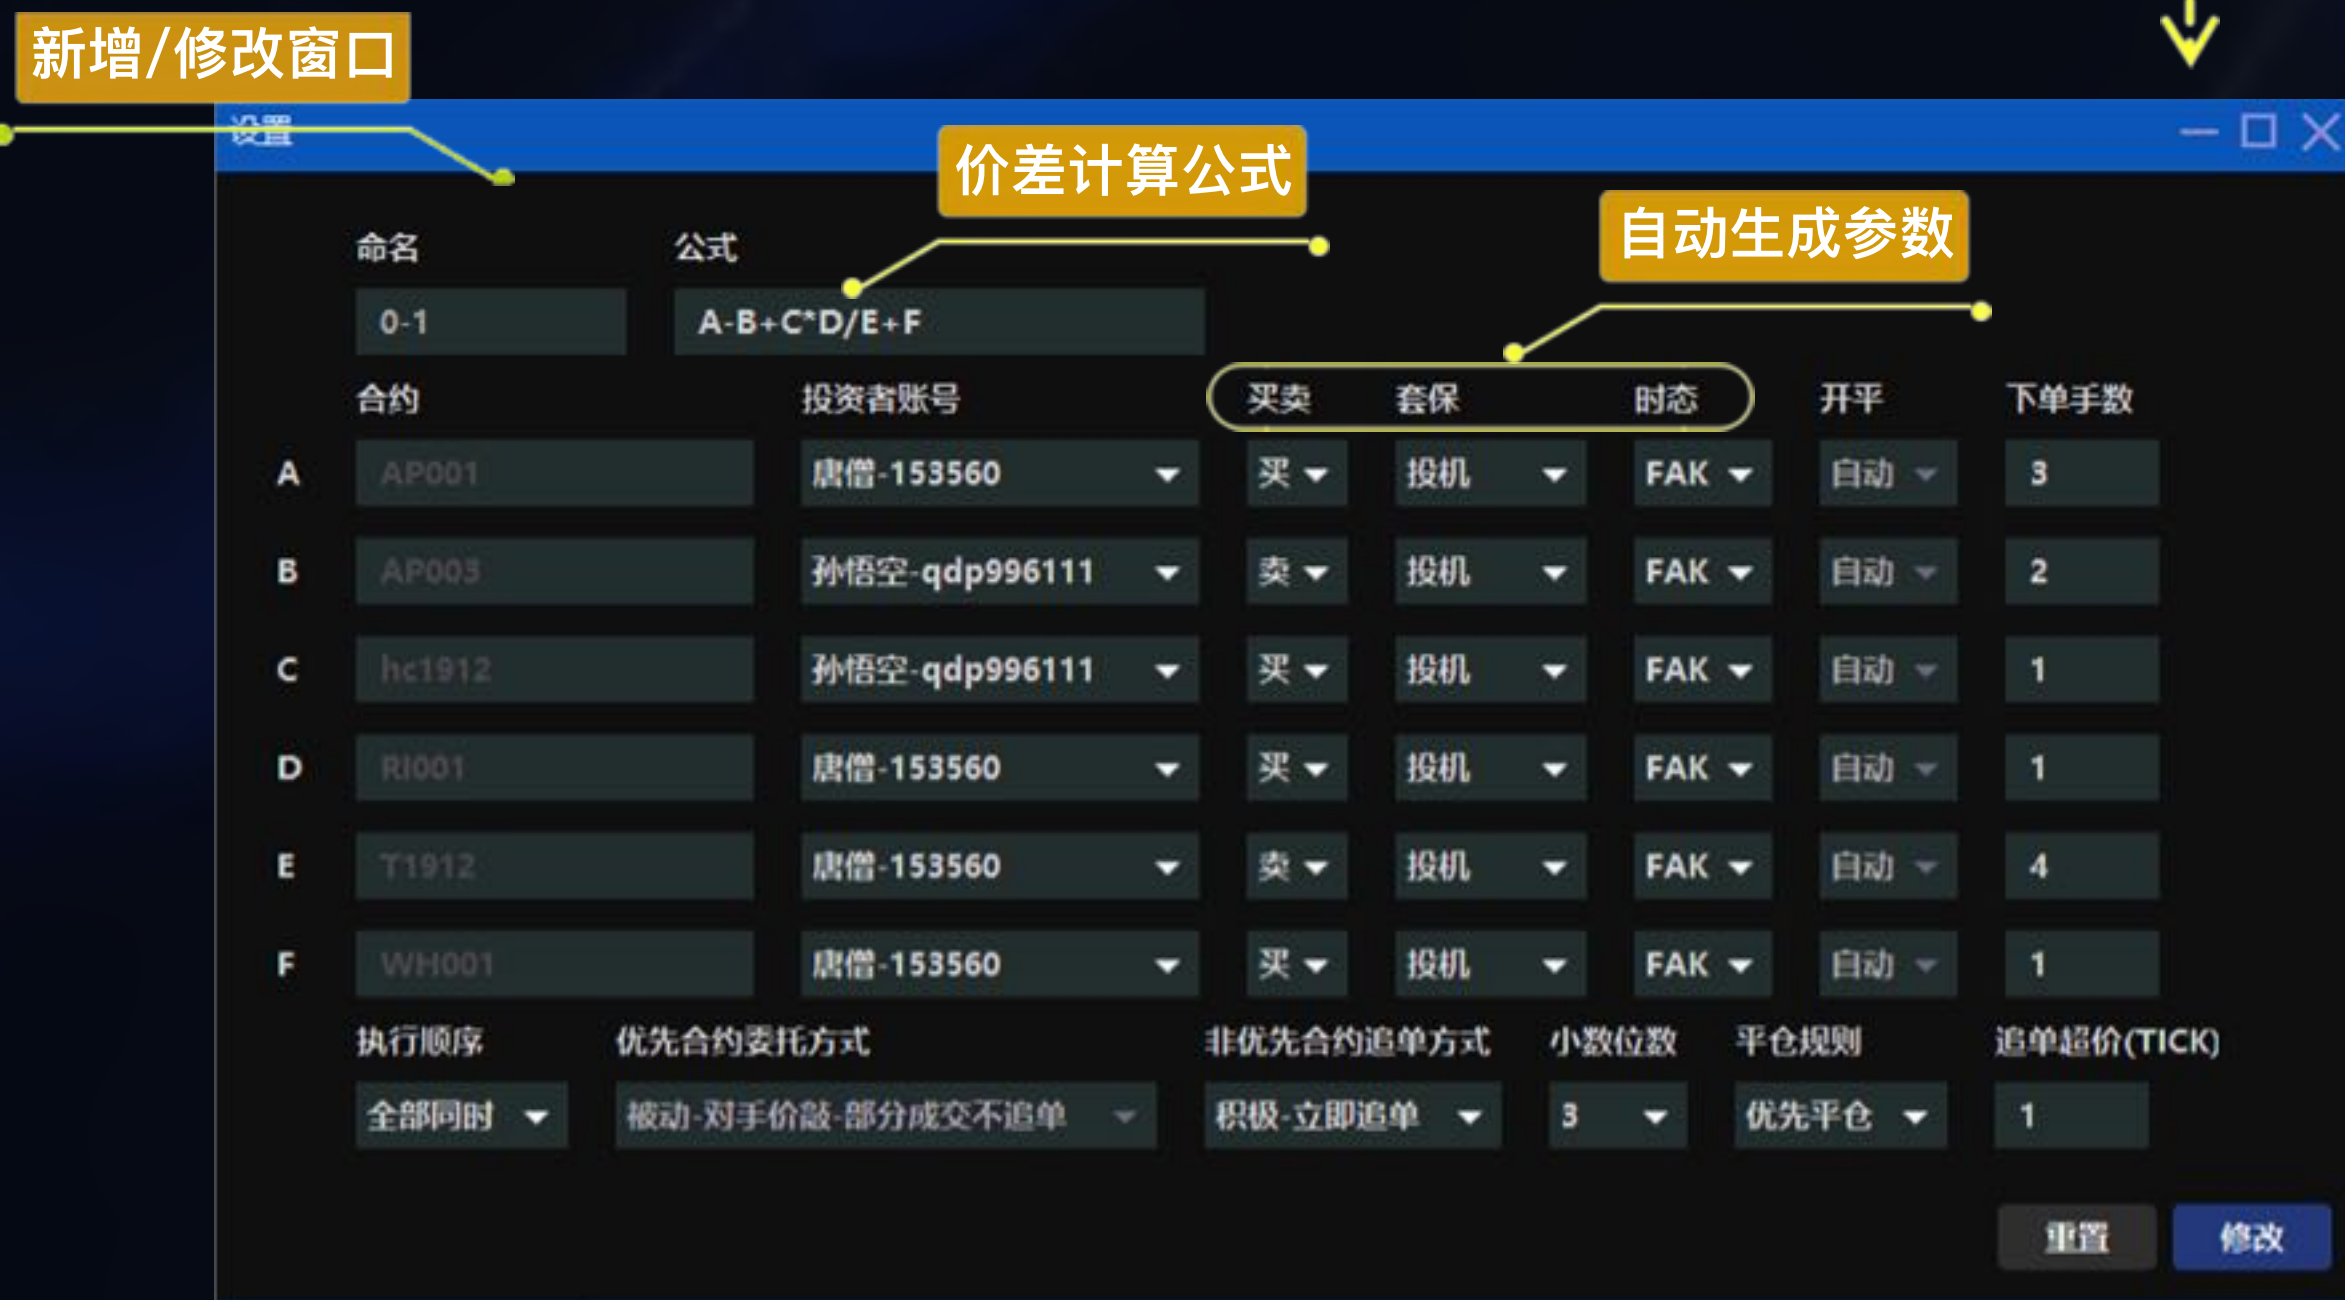 新增/修改窗口
设置
价差计算公式
自动生成参数
命名 公式
0-1 A-B+C*D/E+F
合约 投资者账号 买卖 套保 时态 开平 下单手数
A AP001 唐僧-153560 买 投机 FAK 自动 3
B AP003 孙悟空-qdp996111 卖 投机 FAK 自动 2
C hc1912 孙悟空-qdp996111 买 投机 FAK 自动 1
D RI001 唐僧-153560 买 投机 FAK 自动 1
E T1912 唐僧-153560 卖 投机 FAK 自动 4
F WH001 唐僧-153560 买 投机 FAK 自动 1
执行顺序 优先合约委托方式 非优先合约追单方式 小数位数 平仓规则 追单超价(TICK)
全部同时 被动-对手价敲-部分成交不追单 积极-立即追单 3 优先平仓 1
重置 修改